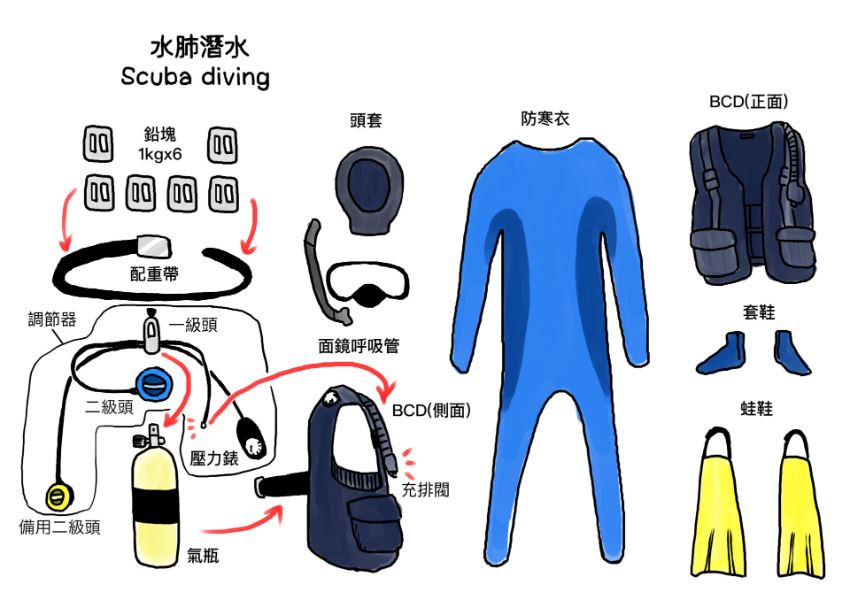 水肺潛水
Scuba diving
鉛塊
1kgx6
配重帶
調節器
一級頭
二級頭
壓力錶
備用二級頭
氣瓶
頭套
面鏡呼吸管
BCD(側面)
充排閥
防寒衣
BCD(正面)
套鞋
蛙鞋